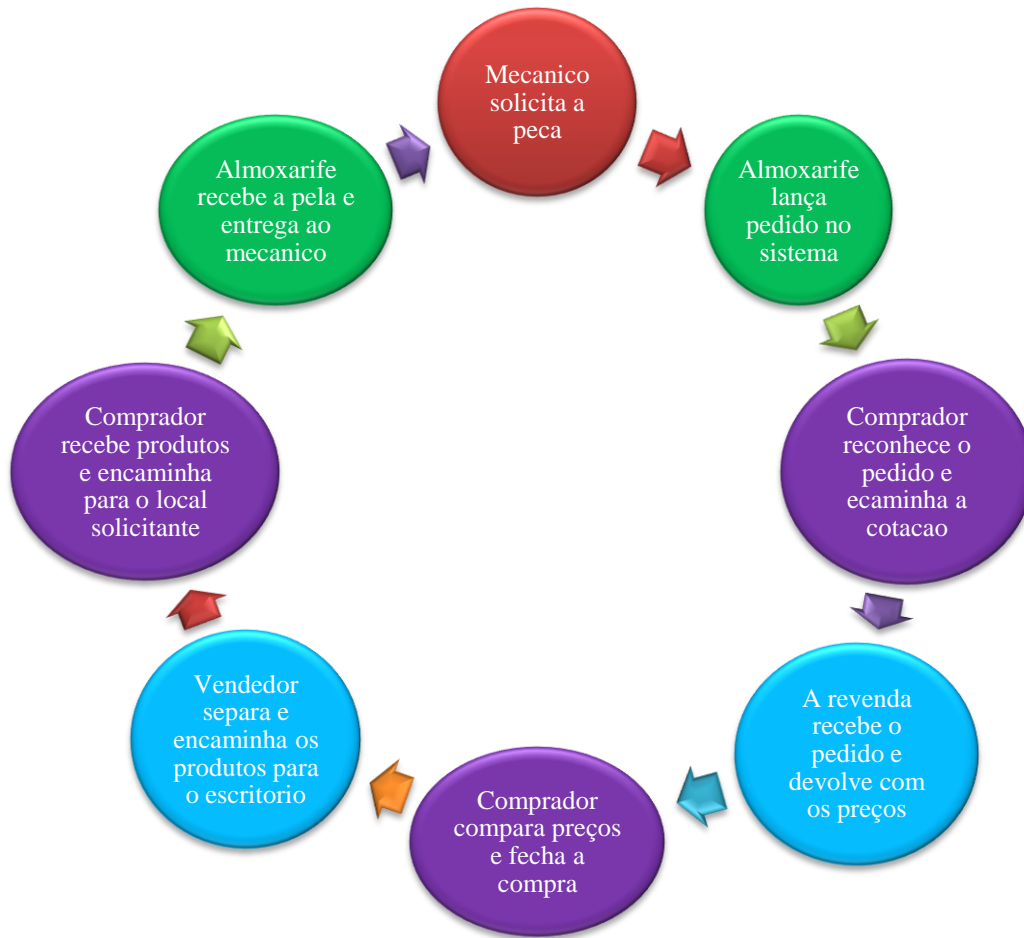 Mecanico
solicita a
peca
Almoxarife
lança
pedido no
sistema
Comprador
reconhece o
pedido e
ecaminha a
cotacao
A revenda
recebe o
pedido e
devolve com
os preços
Comprador
compara preços
e fecha a
compra
Vendedor
separa e
encaminha os
produtos para
o escritorio
Comprador
recebe produtos
e encaminha
para o local
solicitante
Almoxarife
recebe a pela e
entrega ao
mecanico